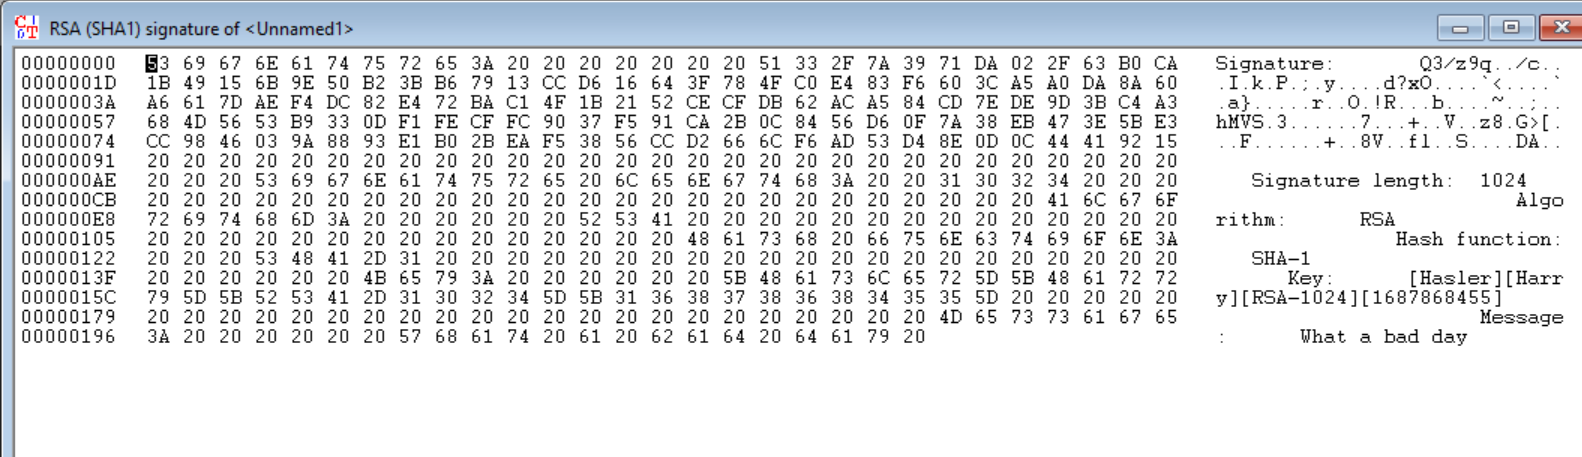 RSA (SHA1) signature of <Unnamed1>
00000000 53 69 67 6E 61 74 75 72 65 3A 20 20 20 20 20 20 20 51 33 2F 7A 39 71 DA 02 2F 63 B0 CA Signature:       Q3/z9q../c..
0000001D 1B 49 15 6B 9E 50 B2 3B B6 79 13 CC D6 16 64 3F 78 4F C0 E4 83 F6 60 3C A5 A0 DA 8A 60 .I.k.P.;.y....d?xO....`<....`
0000003A A6 61 7D AE F4 DC 82 E4 72 BA C1 4F 1B 21 52 CE CF DB 62 AC A5 84 CD 7E DE 9D 3B C4 A3 .a}.....r..O.!R...b....~..;..
00000057 68 4D 56 53 B9 33 0D F1 FE CF FC 90 37 F5 91 CA 2B 0C 84 56 D6 0F 7A 38 EB 47 3E 5B E3 hMVS.3......7...+..V..z8.G>[.
00000074 CC 98 46 03 9A 88 93 E1 B0 2B EA F5 38 56 CC D2 66 6C F6 AD 53 D4 8E 0D 0C 44 41 92 15 ..F......+..8V..fl..S....DA..
00000091 20 20 20 20 20 20 20 20 20 20 20 20 20 20 20 20 20 20 20 20 20 20 20 20 20 20 20 20 20
000000AE 20 20 20 53 69 67 6E 61 74 75 72 65 20 6C 65 6E 67 74 68 3A 20 20 31 30 32 34 20 20 20    Signature length:  1024
000000CB 20 20 20 20 20 20 20 20 20 20 20 20 20 20 20 20 20 20 20 20 20 20 20 20 20 41 6C 67 6F                          Algo
000000E8 72 69 74 68 6D 3A 20 20 20 20 20 20 52 53 41 20 20 20 20 20 20 20 20 20 20 20 20 20 20 rithm:      RSA
00000105 20 20 20 20 20 20 20 20 20 20 20 20 20 20 20 48 61 73 68 20 66 75 6E 63 74 69 6F 6E 3A                Hash function:
00000122 20 20 20 53 48 41 2D 31 20 20 20 20 20 20 20 20 20 20 20 20 20 20 20 20 20 20 20 20 20    SHA-1
0000013F 20 20 20 20 20 20 4B 65 79 3A 20 20 20 20 20 20 5B 48 61 73 6C 65 72 5D 5B 48 61 72 72       Key:      [Hasler][Harr
0000015C 79 5D 5B 52 53 41 2D 31 30 32 34 5D 5B 31 36 38 37 38 36 38 34 35 35 5D 20 20 20 20 20 y][RSA-1024][1687868455]
00000179 20 20 20 20 20 20 20 20 20 20 20 20 20 20 20 20 20 20 20 20 20 20 4D 65 73 73 61 67 65                       Message
00000196 3A 20 20 20 20 20 20 57 68 61 74 20 61 20 62 61 64 20 64 61 79 20 :      What a bad day